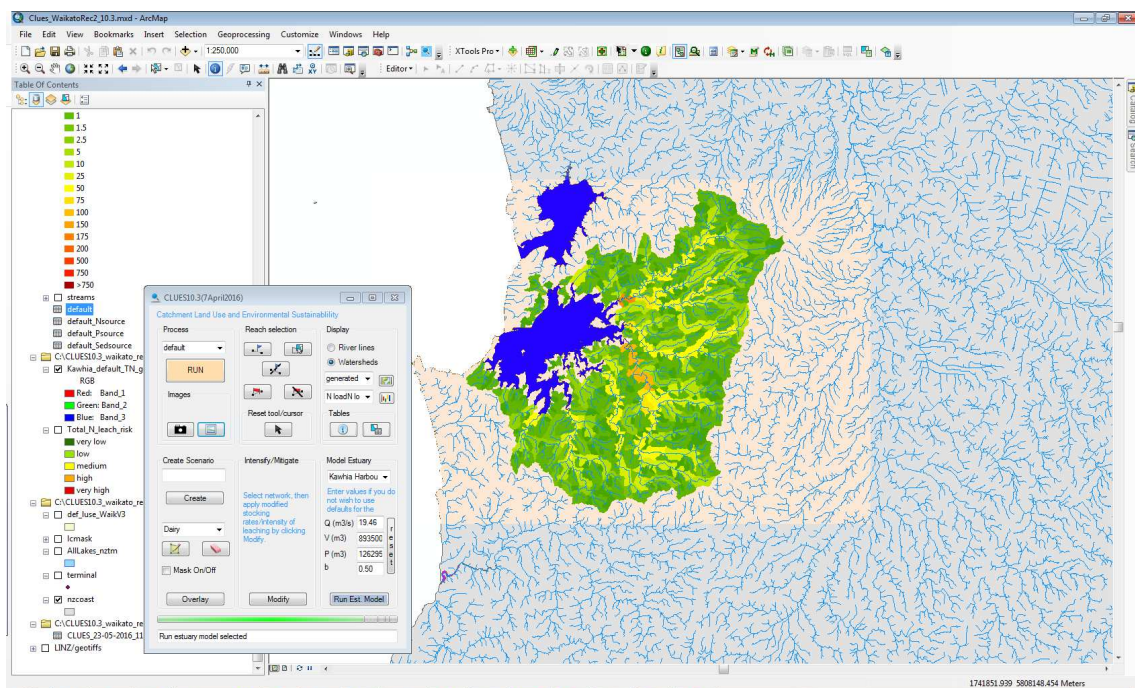 Clues_WaikatoRec2_10.3.mxd - ArcMap
File Edit View Bookmarks Insert Selection Geoprocessing Customize Windows Help
1:250,000
XTools Pro
Editor
Table Of Contents
1
1.5
2.5
5
10
25
50
75
100
150
175
200
500
750
>750
streams
default
default_Nsource
default_Psource
default_Sedsource
C:\CLUES10.3_waikato_re
Kawhia_default_TN_g
RGB
Red: Band_1
Green: Band_2
Blue: Band_3
Total_N_leach_risk
very low
low
medium
high
very high
C:\CLUES10.3_waikato_re
def_luse_WaikV3
lcmask
AllLakes_nztm
terminal
nzcoast
C:\CLUES10.3_waikato_re
CLUES_23-05-2016_11
LINZ/geotiffs
CLUES10.3(7April2016)
Catchment Land Use and Environmental Sustainablility
Process
default
RUN
Images
Reach selection
Reset tool/cursor
Display
River lines
Watersheds
generated
N loadN lo
Tables
Create Scenario
Create
Dairy
Mask On/Off
Overlay
Intensify/Mitigate
Select network, then
apply modified
stocking
rates/intensity of
leaching by clicking
Modify.
Modify
Model Estuary
Kawhia Harbou
Enter values if you do
not wish to use
defaults for the
Q (m3/s) 19.46
V (m3) 893500
P (m3) 126295
b 0.50
reset
Run Est. Model
Run estuary model selected
Catalog
Search
1741851.939 5808148.454 Meters